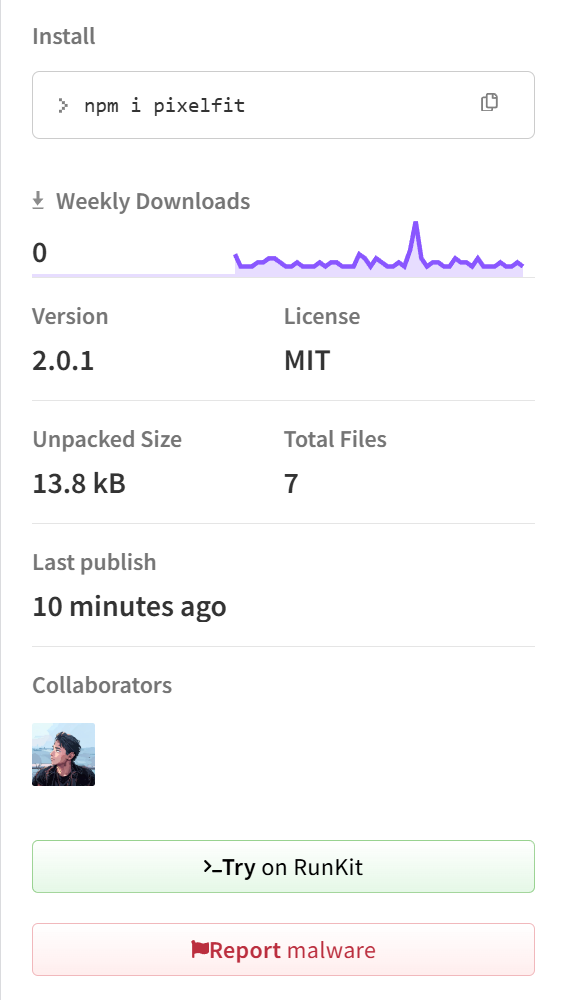 Install
npm i pixelfit
Weekly Downloads
0
Version
License
2.0.1
MIT
Unpacked Size
Total Files
13.8 kB
7
Last publish
10 minutes ago
Collaborators
Try on RunKit
Report malware